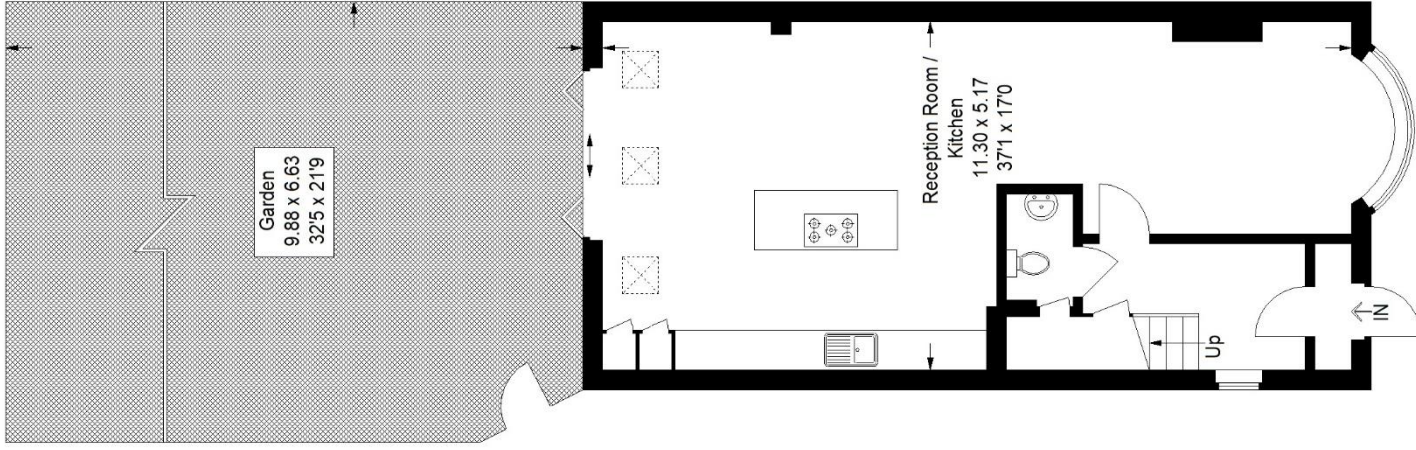 Garden
9.88 x 6.63
32'5 x 21'9
Reception Room /
Kitchen
11.30 x 5.17
37'1 x 17'0
Up
IN